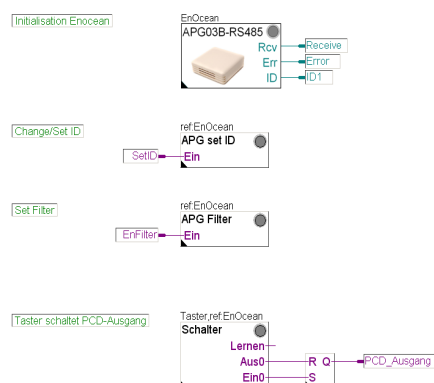 EnOcean
Initialisation Enocean
APG03B-RS485
Rcv
Receive
Err
Error
ID
ID1
ref:EnOcean
Change/Set ID
APG set ID
SetID
Ein
ref:EnOcean
Set Filter
APG Filter
EnFilter
Ein
Taster,ref:EnOcean
Taster schaltet PCD-Ausgang
Schalter
Lernen
Aus0
R Q
PCD_Ausgang
Ein0
S